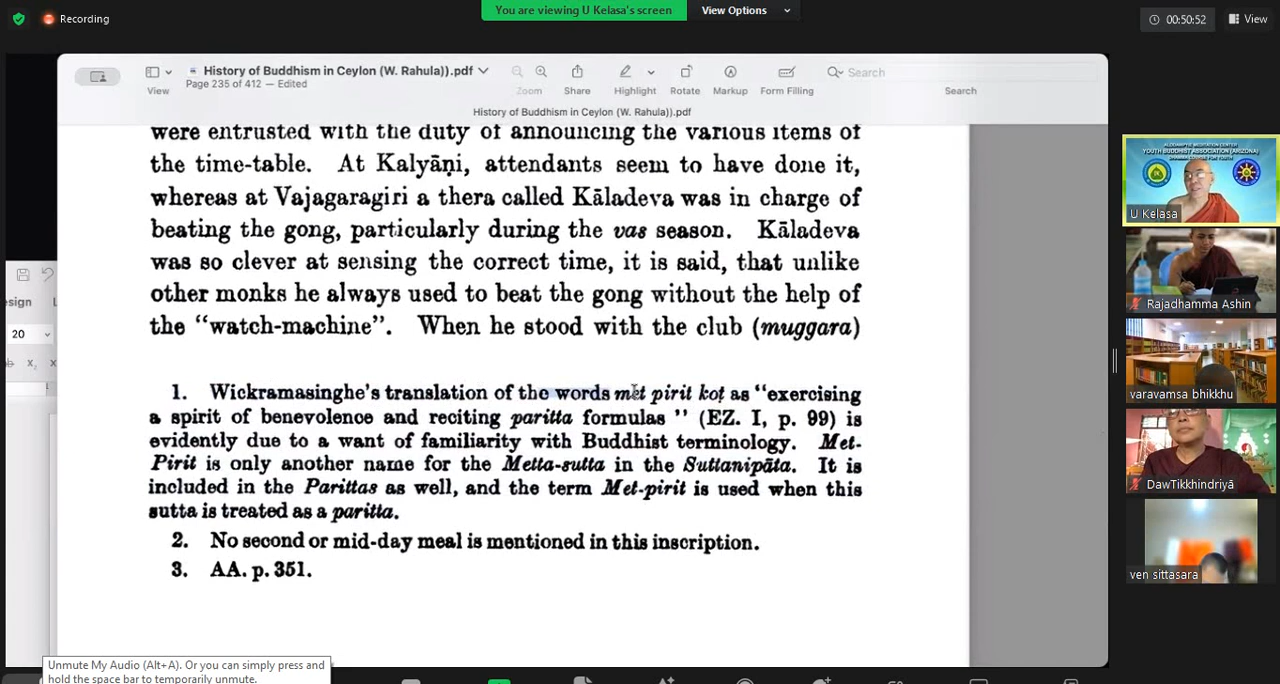 Recording
You are viewing U Kelasa's screen
View Options
00:50:52
View
History of Buddhism in Ceylon (W. Rahula)).pdf
Page 235 of 412 — Edited
View
Zoom
Share
Highlight
Rotate
Markup
Form Filling
Search
Search
History of Buddhism in Ceylon (W. Rahula)).pdf
were entrusted with the duty of announcing the various items of
the time-table. At Kalyāṇi, attendants seem to have done it,
whereas at Vajagaragiri a thera called Kāladeva was in charge of
beating the gong, particularly during the vas season. Kāladeva
was so clever at sensing the correct time, it is said, that unlike
other monks he always used to beat the gong without the help of
the “watch-machine”. When he stood with the club (muggara)
1. Wickramasinghe's translation of the words met pirit koṭ as “exercising
a spirit of benevolence and reciting paritta formulas ” (EZ. I, p. 99) is
evidently due to a want of familiarity with Buddhist terminology. Met-
Pirit is only another name for the Metta-sutta in the Suttanipāta. It is
included in the Parittas as well, and the term Met-pirit is used when this
sutta is treated as a paritta.
2. No second or mid-day meal is mentioned in this inscription.
3. AA. p. 351.
sign
20
Unmute My Audio (Alt+A). Or you can simply press and
hold the space bar to temporarily unmute.
YOUTH BUDDHIST ASSOCIATION (ARIZONA)
U Kelasa
Rajadhamma Ashin
varavamsa bhikkhu
DawTikkhindriyā
ven sittasara